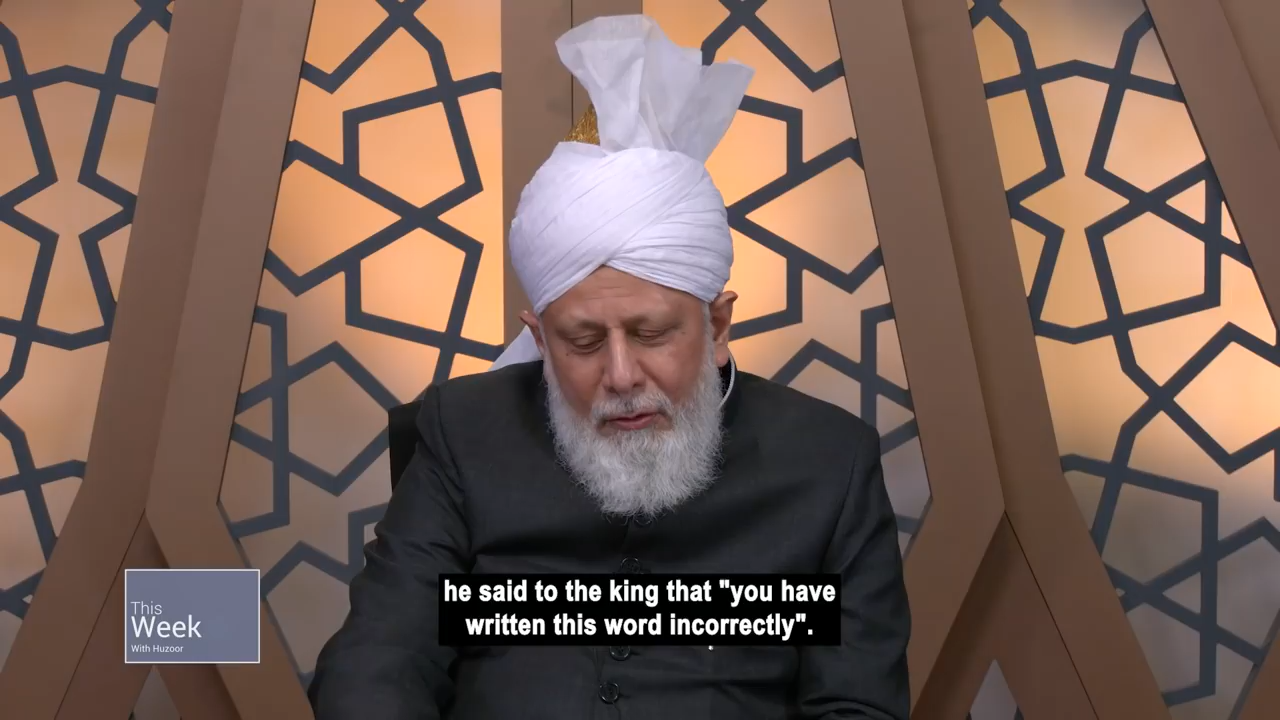 This
Week
With Huzoor
he said to the king that "you have
written this word incorrectly".